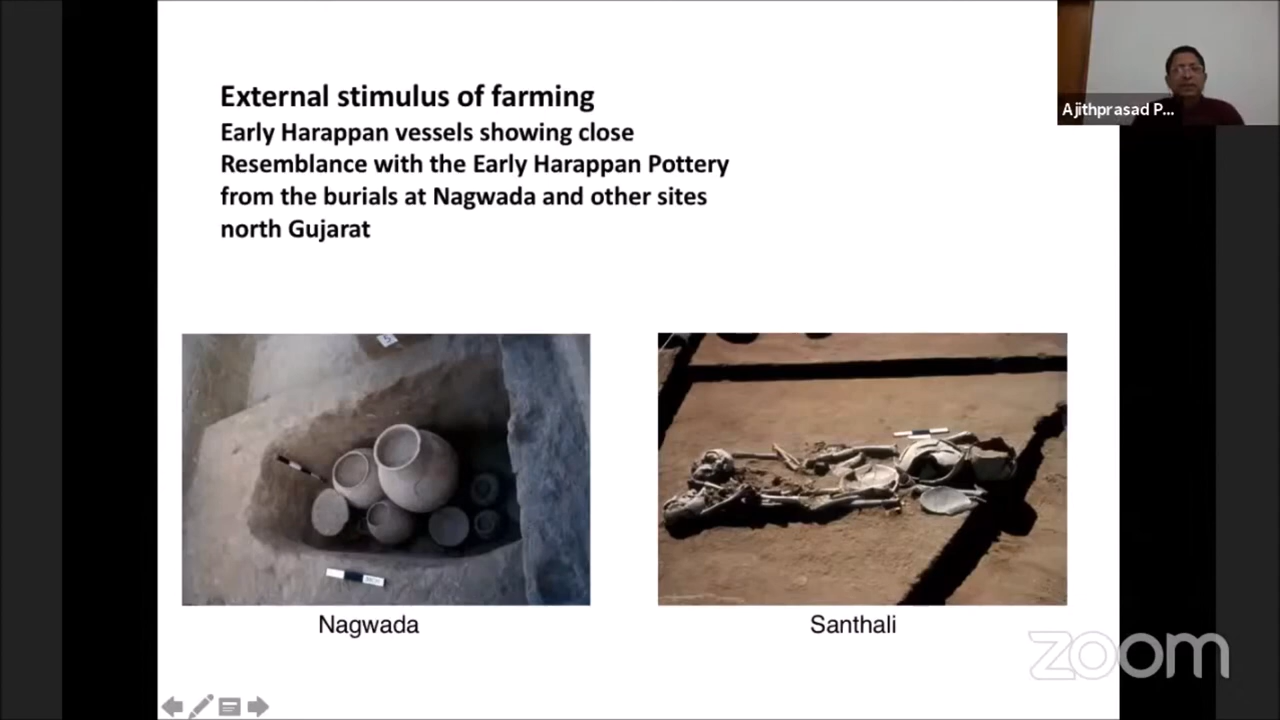 External stimulus of farming
Early Harappan vessels showing close
Resemblance with the Early Harappan Pottery
from the burials at Nagwada and other sites
north Gujarat
Ajithprasad P...
Nagwada
Santhali
zoom